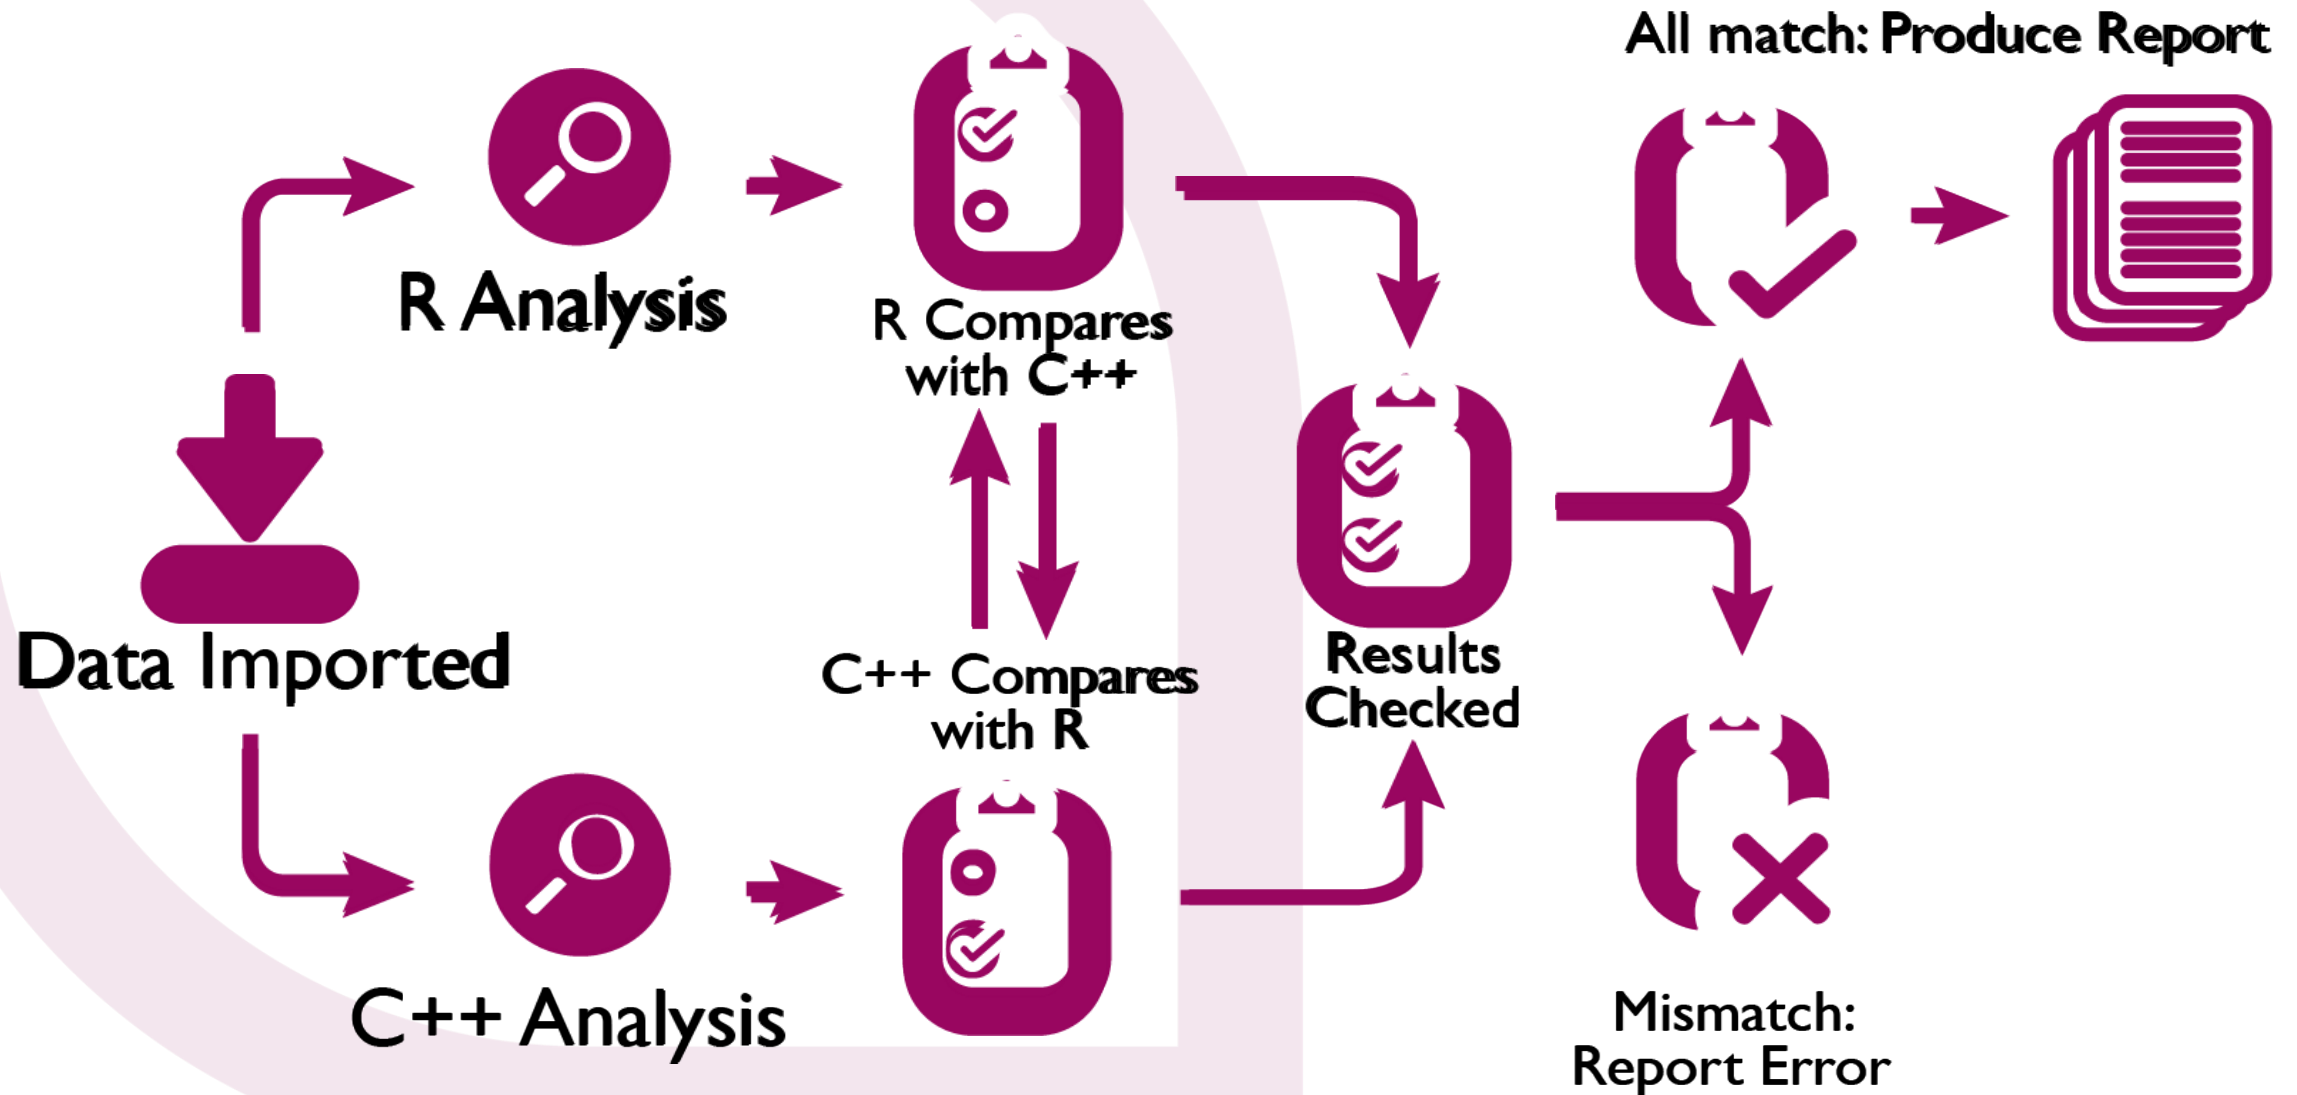 All match: Produce Report
R Analysis
R Compares
with C++
Data Imported
C++ Compares
with R
Results
Checked
C++ Analysis
Mismatch:
Report Error